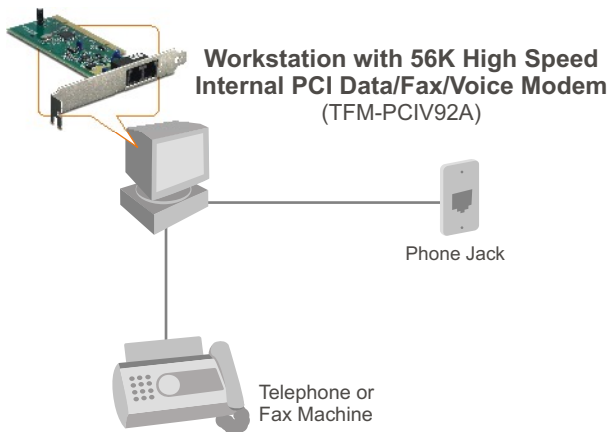 Workstation with 56K High Speed
Internal PCI Data/Fax/Voice Modem
(TFM-PCIV92A)
Phone Jack
Telephone or
Fax Machine